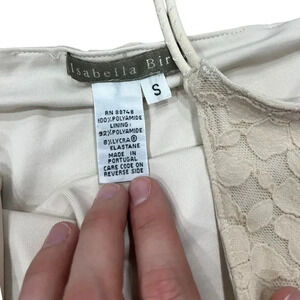 Isabella Bir
S
RN 89748
100% POLYAMIDE
LINING:
92% POLYAMIDE
8% LYCRA®
ELASTANE
MADE IN
PORTUGAL
CARE CODE ON
REVERSE SIDE